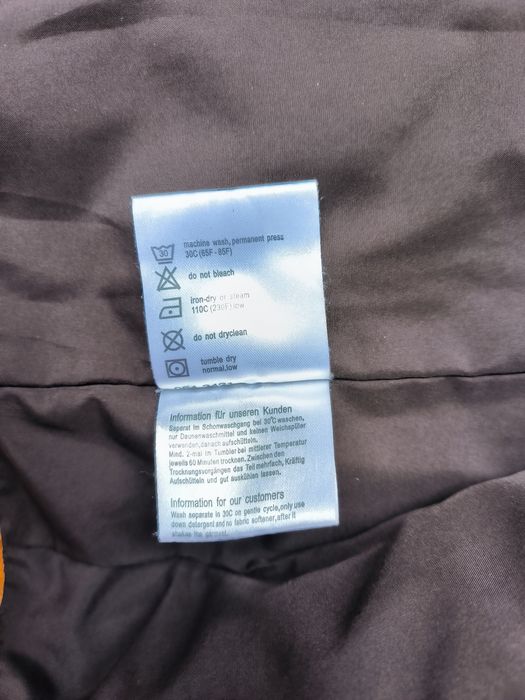 30
machine wash, permanent press
30C (65F - 85F)
do not bleach
iron-dry or steam
110C (230F) low
do not dryclean
tumble dry
normal,low
Information für unseren Kunden
Separat im Schonwaschgang bei 30°C waschen,
nur Daunenwaschmittel und keinen Weichspüler
verwenden,danach aufschütteln.
Mind. 2-mal im Tumbler bei mittlerer Temperatur
jeweils 60 Minuten trocknen. Zwischen den
Trocknungsvorgängen das Teil mehrfach, Kräftig
Aufschütteln und gut auskühlen lassen.
Information for our customers
Wash separate in 30C on gentle cycle,only use
down detergent and no fabric softener,after it
shakes the garment.